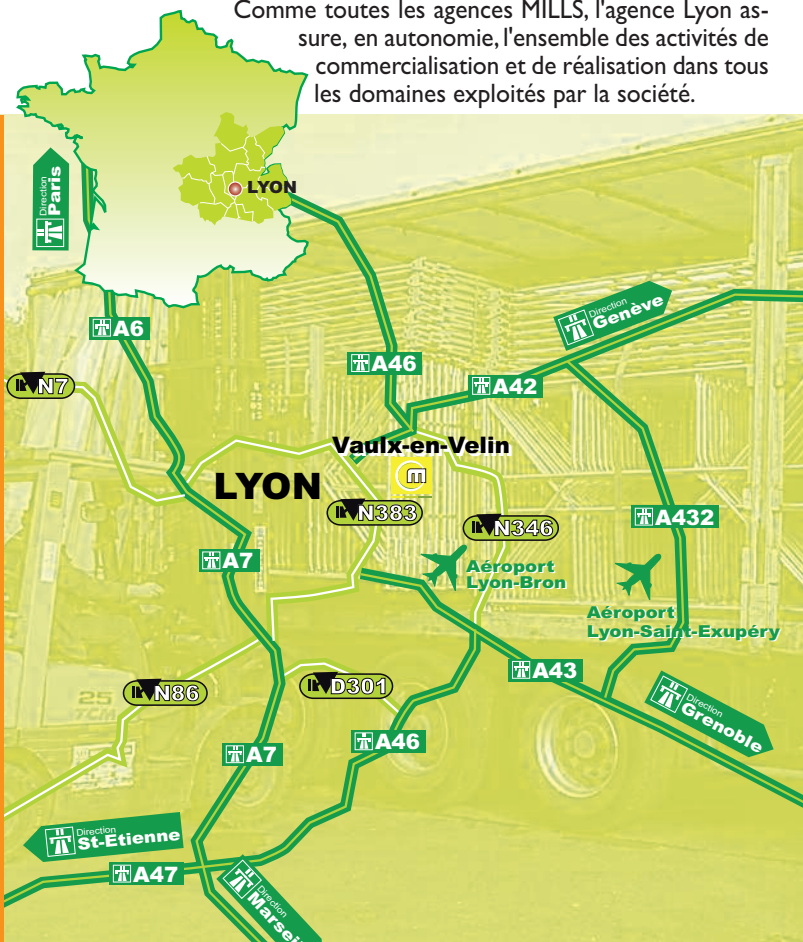 Comme toutes les agences MILLS, l'agence Lyon as-
sure, en autonomie, l'ensemble des activités de
commercialisation et de réalisation dans tous
les domaines exploités par la société.
LYON
Direction
Paris
A6
N7
A46
A42
Direction
Genève
Vaulx-en-Velin
m
LYON
N383
N346
A432
A7
Aéroport
Lyon-Bron
Aéroport
Lyon-Saint-Exupéry
N86
D301
A43
Direction
Grenoble
25
A7
A46
Direction
St-Etienne
A47
Direction
Marsei